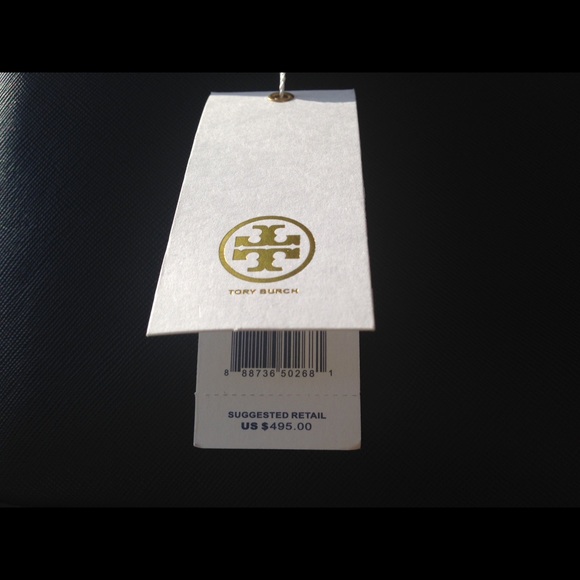 TORY BURCH
8 88736 50268 1
SUGGESTED RETAIL
US $495.00